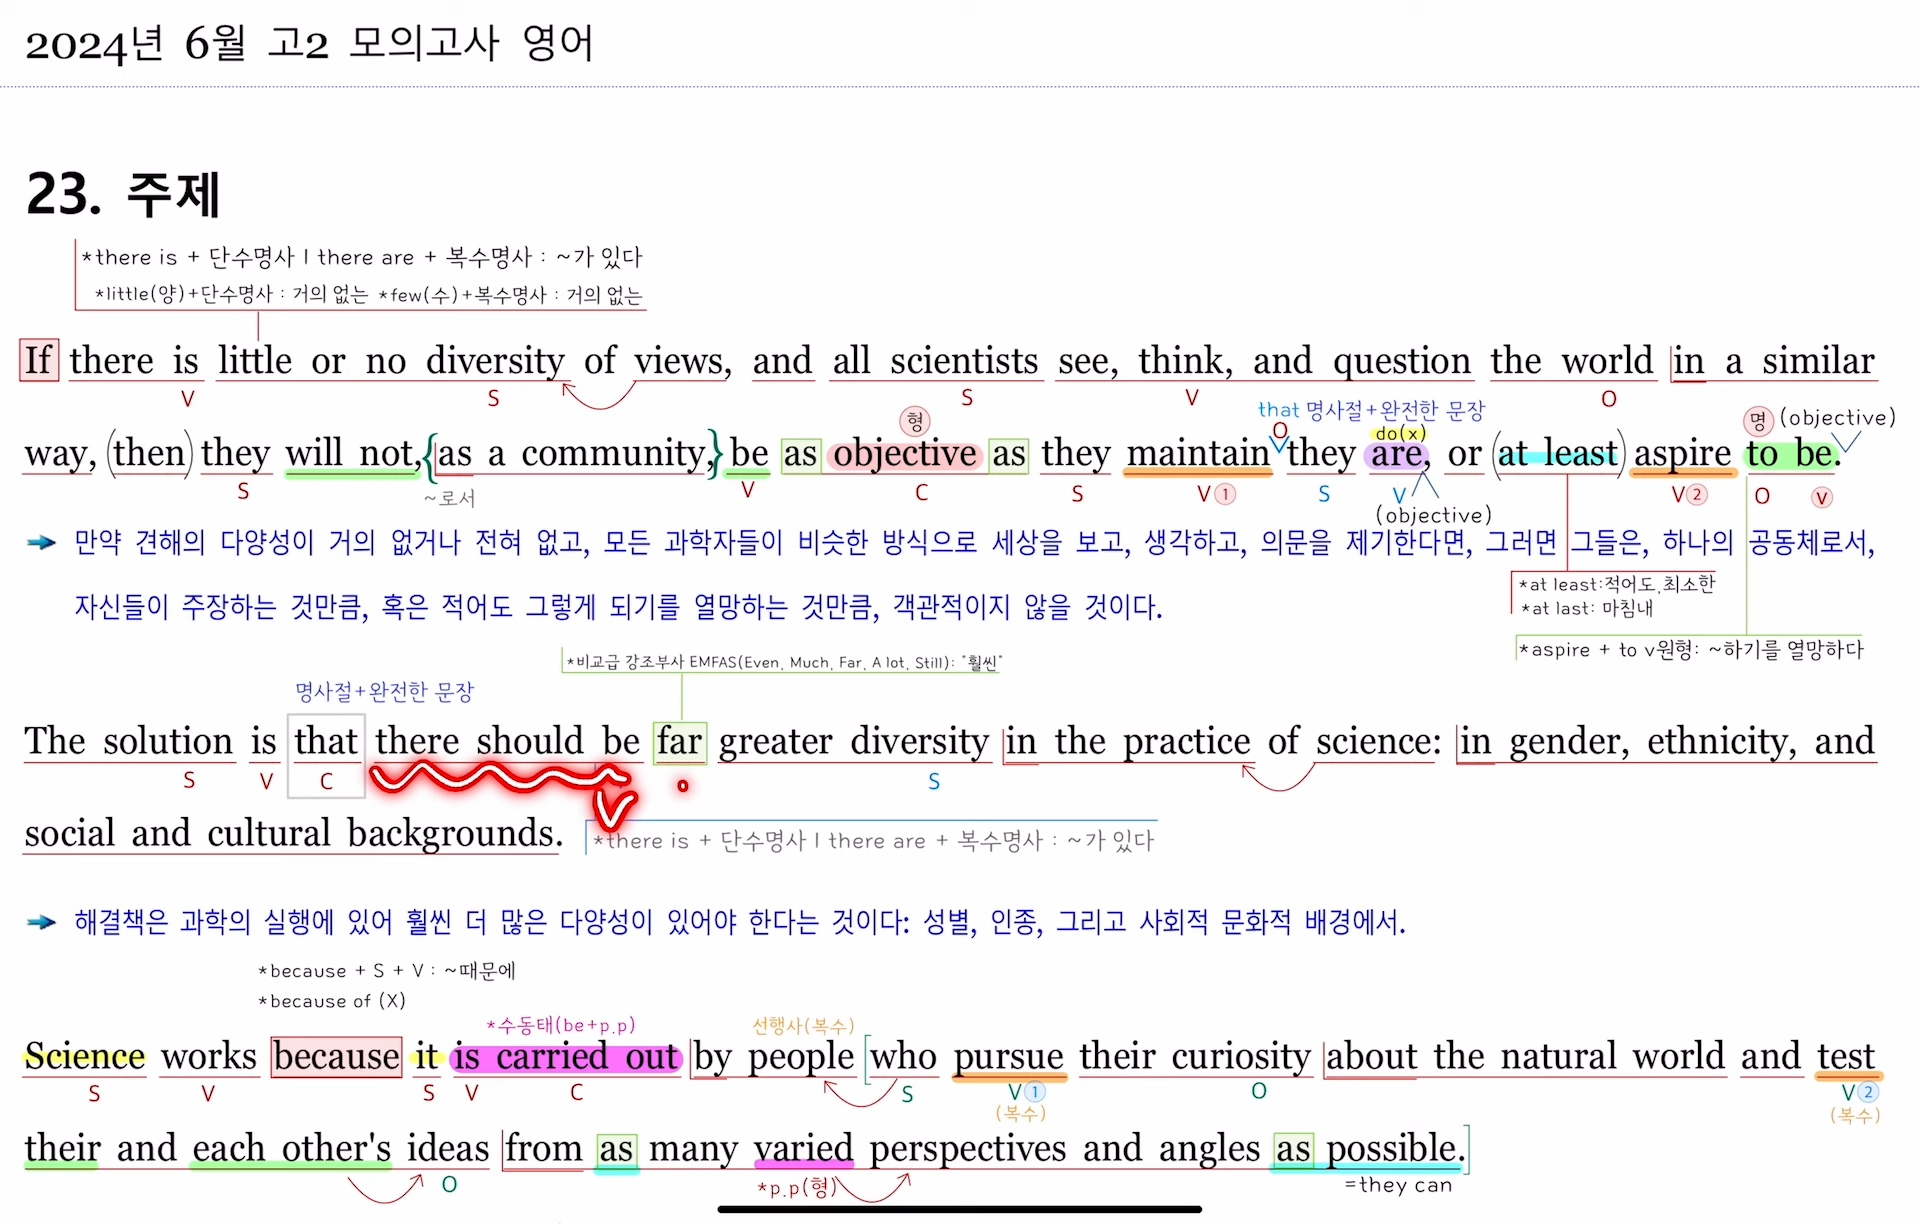 2024년 6월 고2 모의고사 영어
23. 주제
*there is + 단수명사 | there are + 복수명사 : ~가 있다
*little(양)+단수명사 : 거의 없는 *few(수)+복수명사 : 거의 없는
If there is little or no diversity of views, and all scientists see, think, and question the world in a similar
V S S V O
형 that 명사절+완전한 문장 명 (objective)
O do(x)
way, (then) they will not, {as a community,} be as objective as they maintain they are, or (at least) aspire to be.
S ~로서 V C S V① S V V② O V
(objective)
만약 견해의 다양성이 거의 없거나 전혀 없고, 모든 과학자들이 비슷한 방식으로 세상을 보고, 생각하고, 의문을 제기한다면, 그러면 그들은, 하나의 공동체로서,
*at least:적어도,최소한
자신들이 주장하는 것만큼, 혹은 적어도 그렇게 되기를 열망하는 것만큼, 객관적이지 않을 것이다.
*at last: 마침내
*aspire + to v원형: ~하기를 열망하다
*비교급 강조부사 EMFAS(Even, Much, Far, A lot, Still): "훨씬"
명사절+완전한 문장
The solution is that there should be far greater diversity in the practice of science: in gender, ethnicity, and
S V C V S
social and cultural backgrounds.
*there is + 단수명사 | there are + 복수명사 : ~가 있다
해결책은 과학의 실행에 있어 훨씬 더 많은 다양성이 있어야 한다는 것이다: 성별, 인종, 그리고 사회적 문화적 배경에서.
*because + S + V : ~때문에
*because of (X)
*수동태(be+p.p) 선행사(복수)
Science works because it is carried out by people [who pursue their curiosity about the natural world and test
S V S V C S V① O V②
(복수) (복수)
their and each other's ideas from as many varied perspectives and angles as possible.]
O *p.p(형) =they can